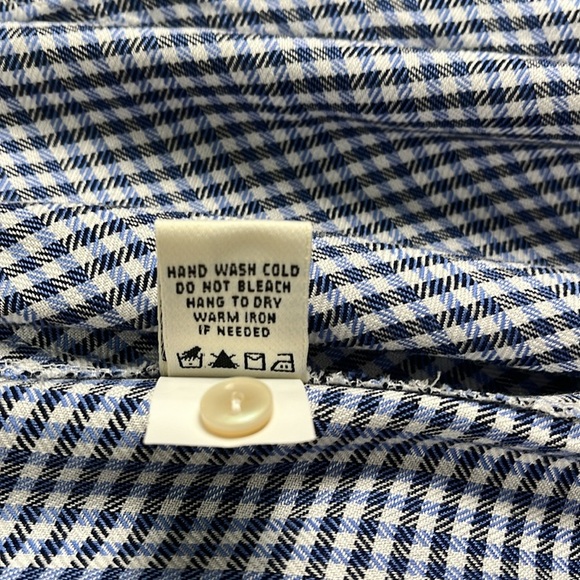 HAND WASH COLD
DO NOT BLEACH
HANG TO DRY
WARM IRON
IF NEEDED